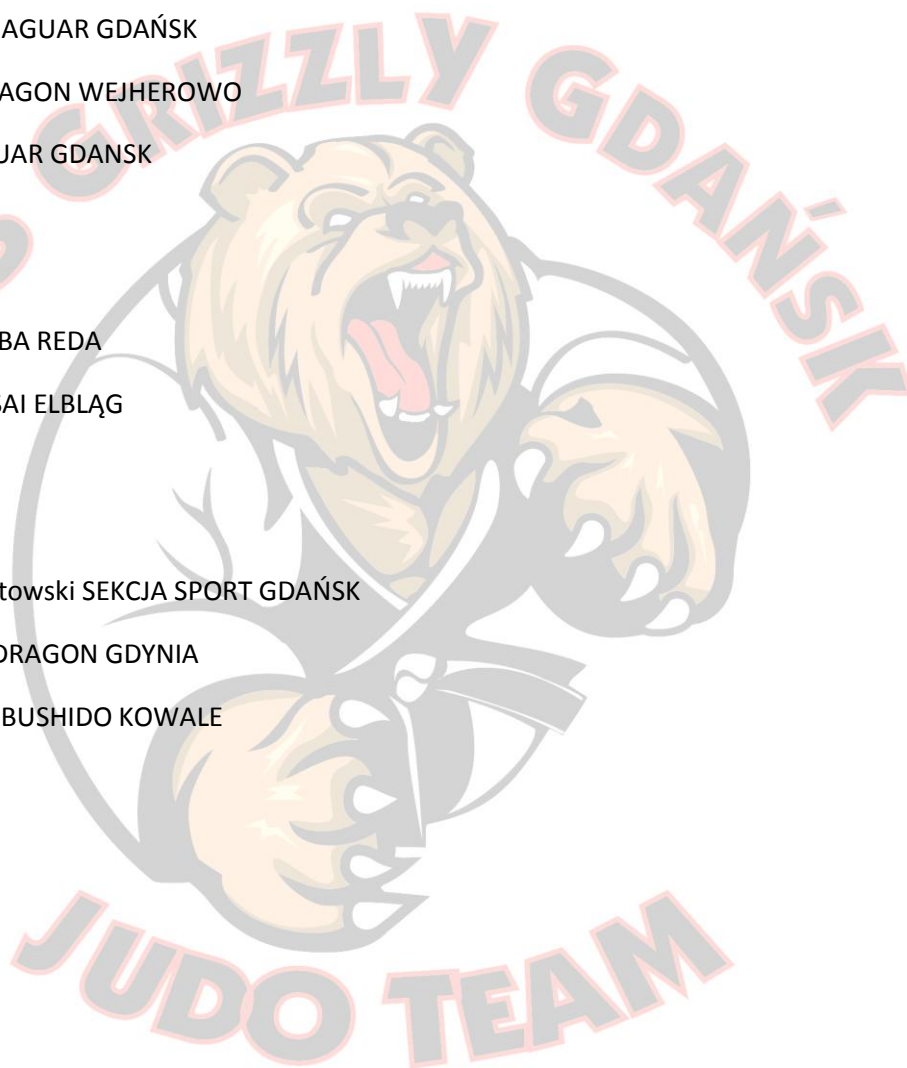 AGUAR GDAŃSK
AGON WEJHEROWO
UAR GDANSK
GRIZZLY GDAŃSK
BA REDA
SAI ELBLĄG
towski SEKCJA SPORT GDAŃSK
DRAGON GDYNIA
BUSHIDO KOWALE
JUDO TEAM